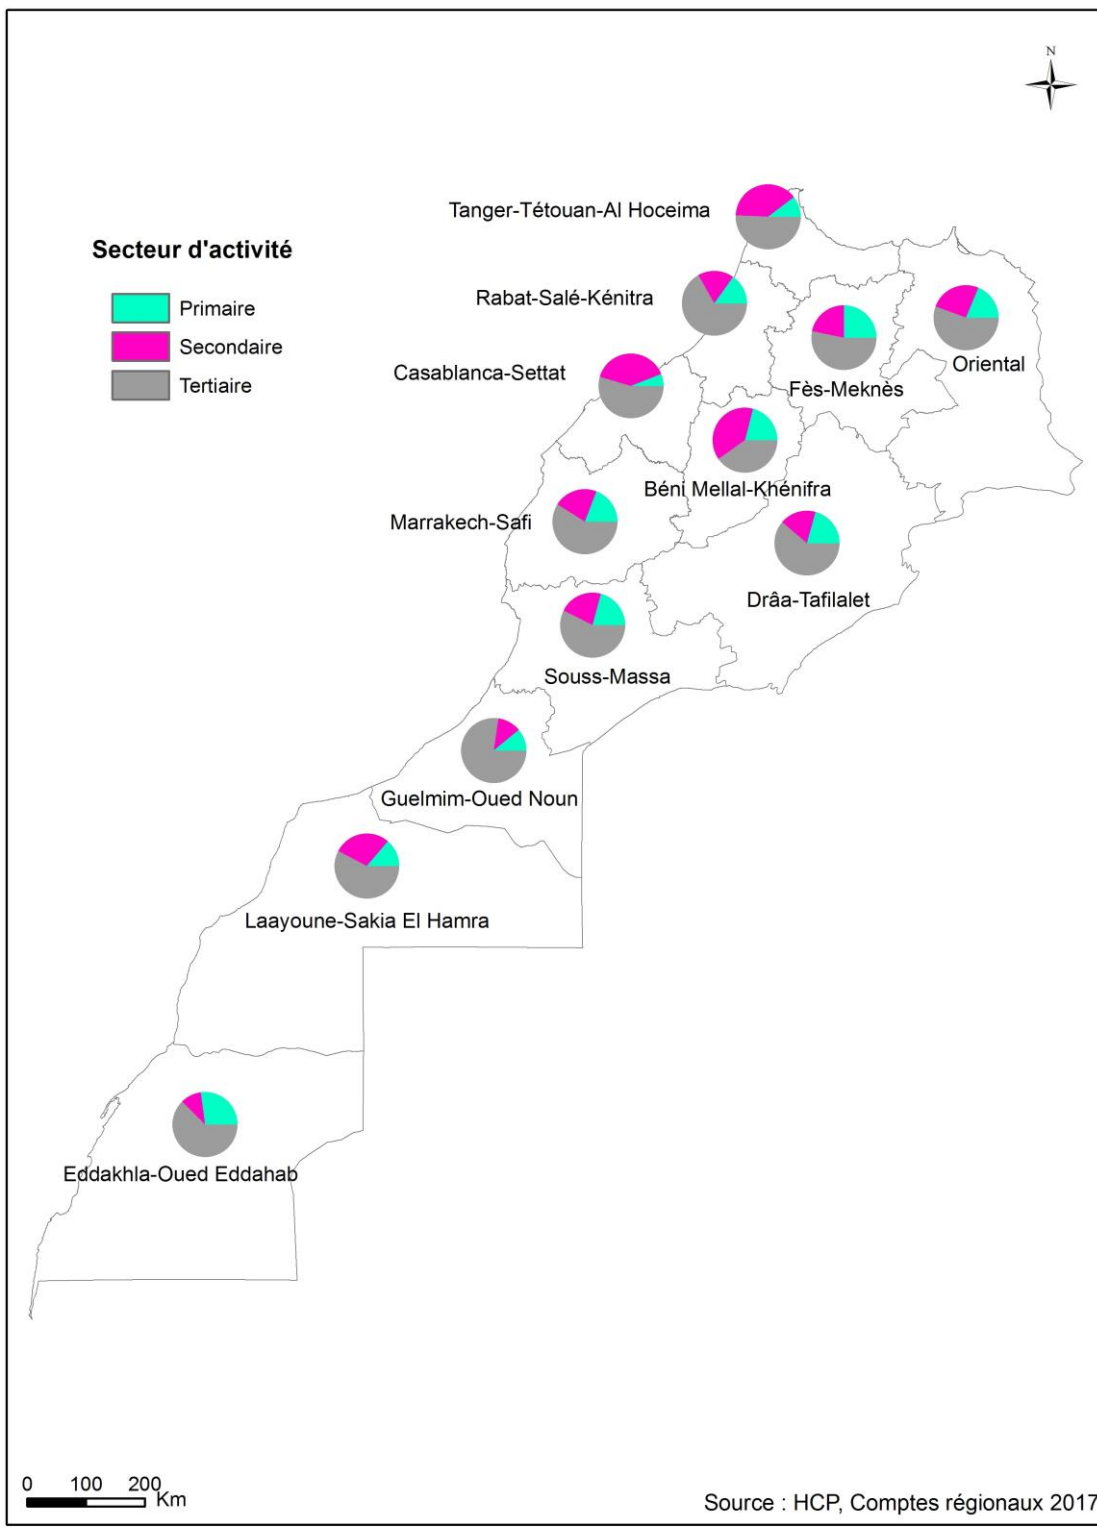 N
Tanger-Tétouan-Al Hoceima
Secteur d'activité
Primaire
Secondaire
Tertiaire
Rabat-Salé-Kénitra
Oriental
Casablanca-Settat
Fès-Meknès
Béni Mellal-Khénifra
Marrakech-Safi
Drâa-Tafilalet
Souss-Massa
Guelmim-Oued Noun
Laayoune-Sakia El Hamra
Eddakhla-Oued Eddahab
0 100 200
Km
Source : HCP, Comptes régionaux 2017